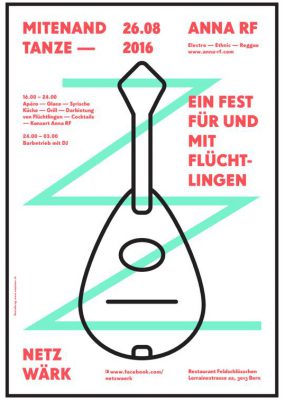 MITENAND
TANZE —
26.08
2016
ANNA RF
Electro — Ethnic — Reggae
www.anna-rf.com
16.00 – 24.00
Apéro — Glace — Syrische
Küche — Grill — Darbietung
von Flüchtlingen — Cocktails
— Konzert Anna RF
24.00 – 03.00
Barbetrieb mit DJ
EIN FEST
FÜR UND
MIT
FLÜCHT-
LINGEN
NETZ
WÄRK
www.facebook.com/
netzwaerk
Restaurant Feldschlösschen
Lorrainestrasse 22, 3013 Bern